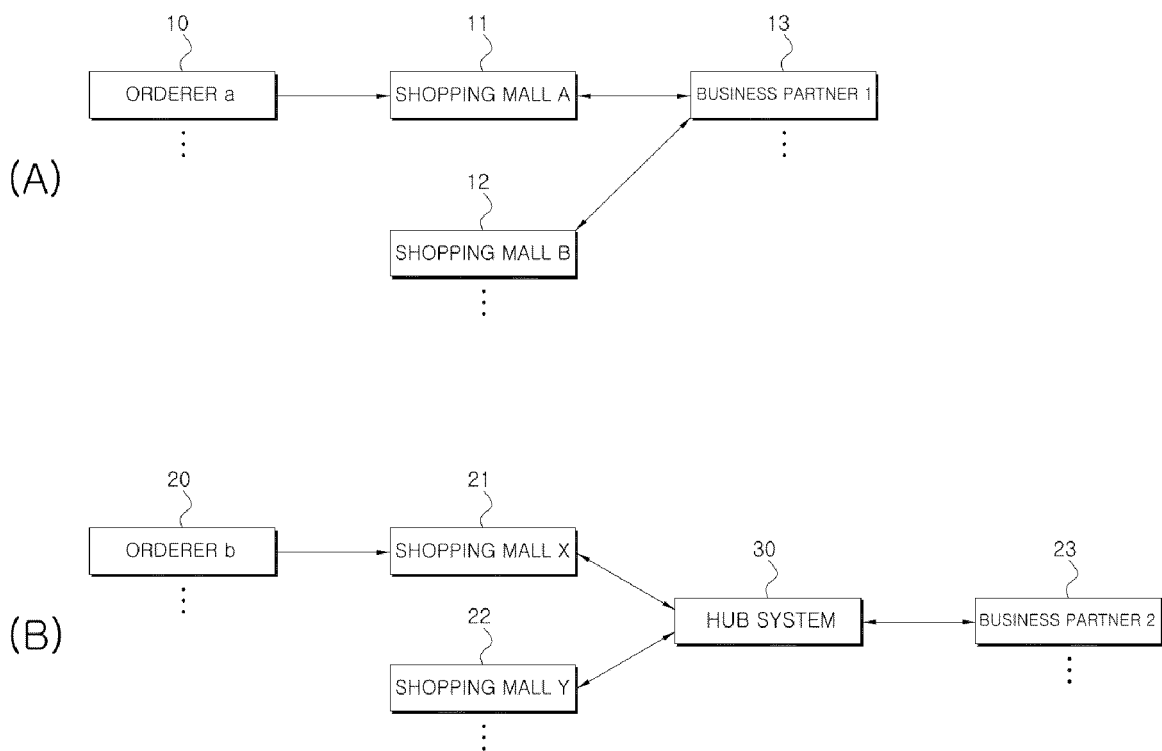 10
11
13
ORDERER a
SHOPPING MALL A
BUSINESS PARTNER 1
(A)
12
SHOPPING MALL B
20
21
ORDERER b
SHOPPING MALL X
30
23
HUB SYSTEM
BUSINESS PARTNER 2
(B)
22
SHOPPING MALL Y